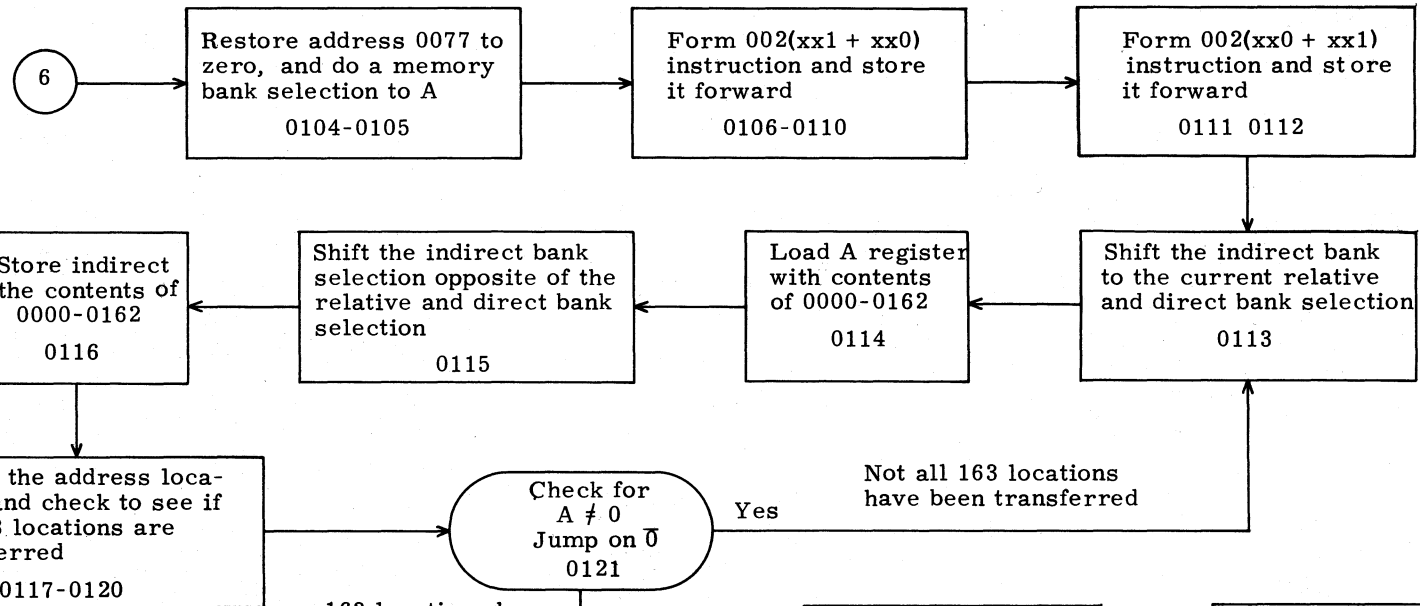 6
Restore address 0077 to
zero, and do a memory
bank selection to A
0104-0105
Form 002(xx1 + xx0)
instruction and store
it forward
0106-0110
Form 002(xx0 + xx1)
instruction and store
it forward
0111 0112
Shift the indirect bank
to the current relative
and direct bank selection
0113
Load A register
with contents
of 0000-0162
0114
Shift the indirect bank
selection opposite of the
relative and direct bank
selection
0115
Store indirect
the contents of
0000-0162
0116
the address loca-
and check to see if
locations are
erred
0117-0120
Check for
A ≠ 0
Jump on 0̅
0121
Yes
Not all 163 locations
have been transferred